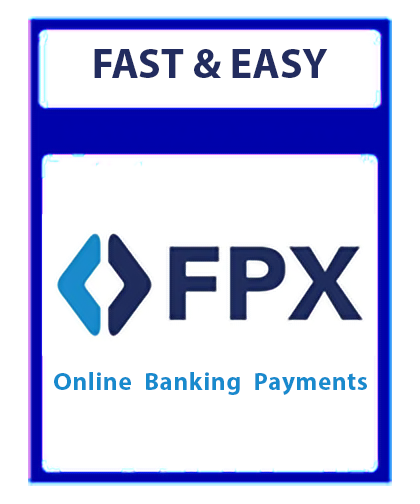 FAST & EASY
FPX
Online Banking Payments